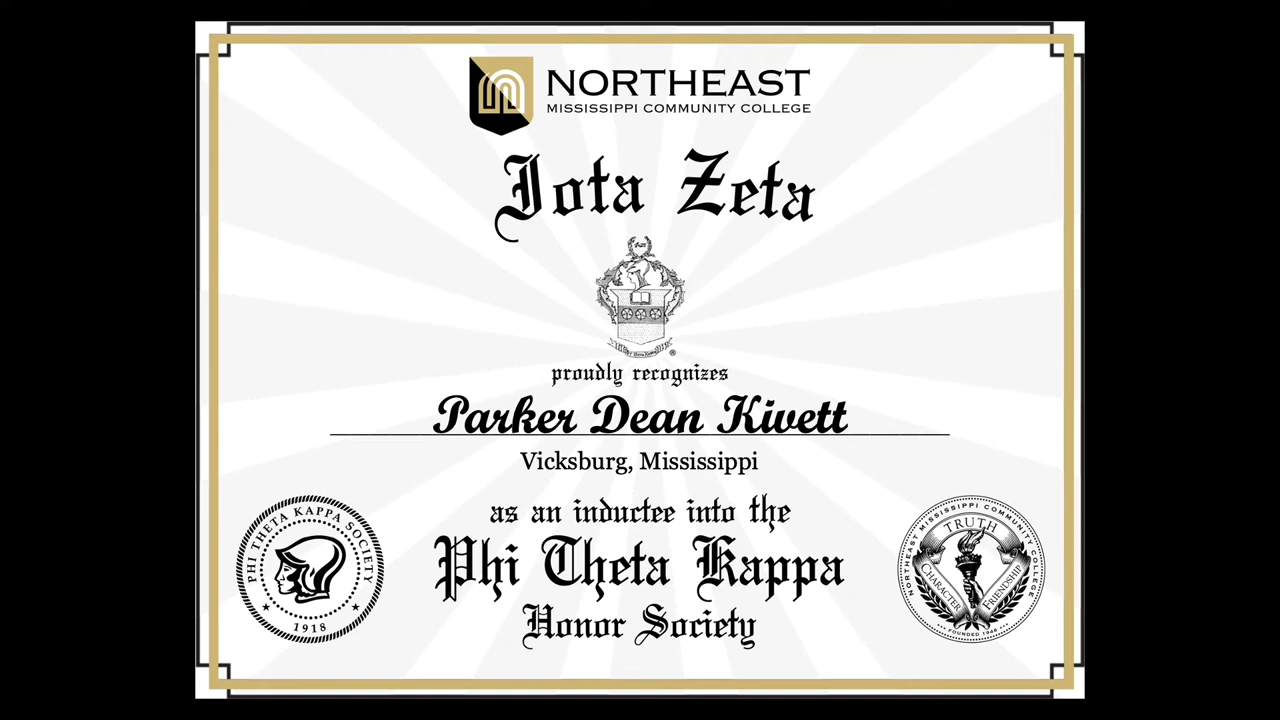 NORTHEAST
MISSISSIPPI COMMUNITY COLLEGE
Iota Zeta
proudly recognizes
Parker Dean Kivett
Vicksburg, Mississippi
as an inductee into the
Phi Theta Kappa
Honor Society
PHI THETA KAPPA SOCIETY
1918
NORTHEAST MISSISSIPPI COMMUNITY COLLEGE
TRUTH
CHARACTER
FRIENDSHIP
FOUNDED 1948